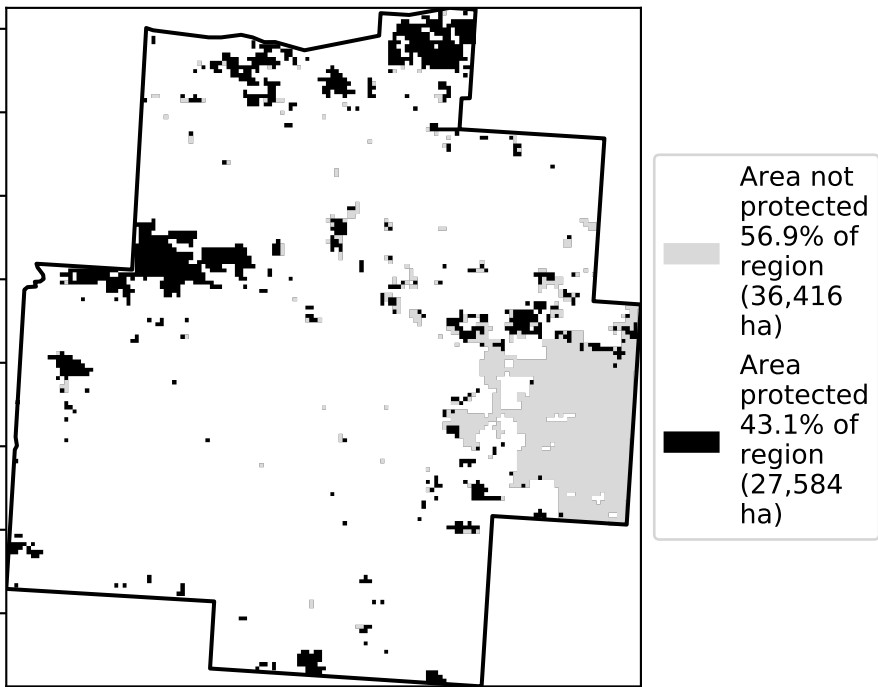 Area not
protected
56.9% of
region
(36,416
ha)
Area
protected
43.1% of
region
(27,584
ha)